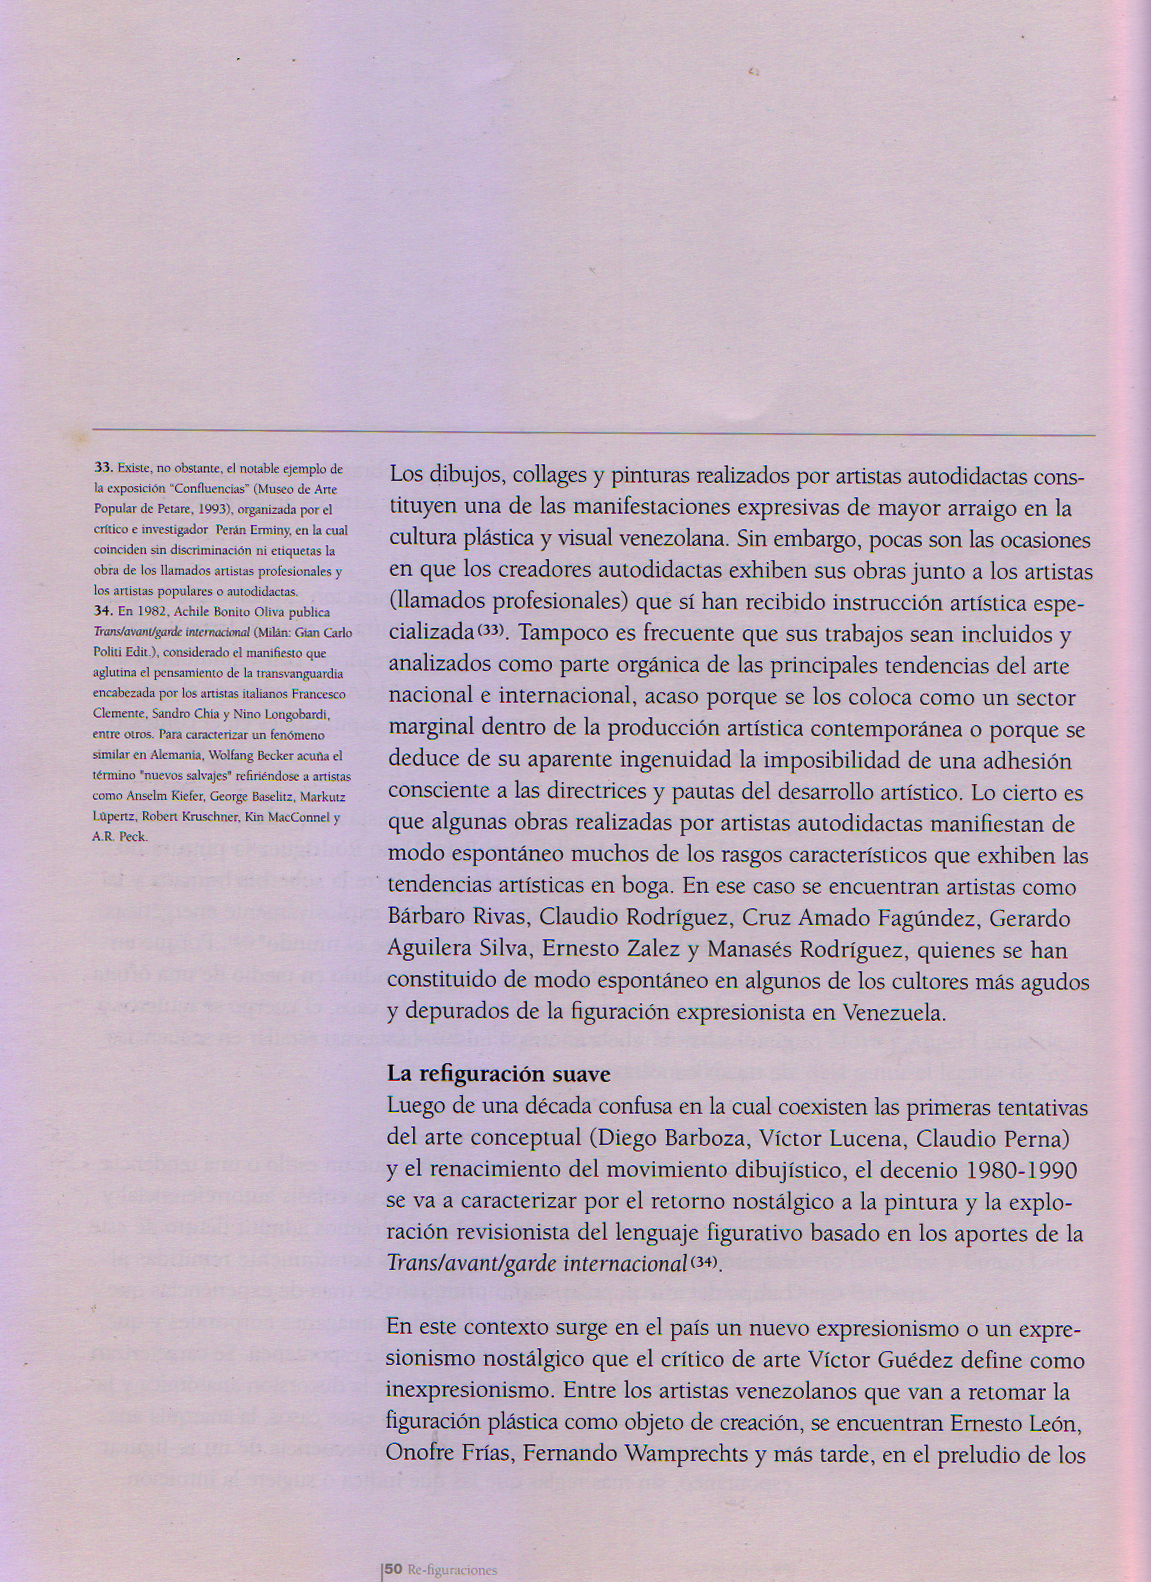 33. Existe, no obstante, el notable ejemplo de
la exposición "Confluencias" (Museo de Arte
Popular de Petare, 1993), organizada por el
crítico e investigador Perán Erminy, en la cual
coinciden sin discriminación ni etiquetas la
obra de los llamados artistas profesionales y
los artistas populares o autodidactas.
34. En 1982, Achile Bonito Oliva publica
Trans/avant/garde internacional (Milán: Gian Carlo
Politi Edit.), considerado el manifiesto que
aglutina el pensamiento de la transvanguardia
encabezada por los artistas italianos Francesco
Clemente, Sandro Chia y Nino Longobardi,
entre otros. Para caracterizar un fenómeno
similar en Alemania, Wolfang Becker acuña el
término "nuevos salvajes" refiriéndose a artistas
como Anselm Kiefer, George Baselitz, Markutz
Lüpertz, Robert Kruschner, Kin MacConnel y
A.R. Peck.
Los dibujos, collages y pinturas realizados por artistas autodidactas cons-
tituyen una de las manifestaciones expresivas de mayor arraigo en la
cultura plástica y visual venezolana. Sin embargo, pocas son las ocasiones
en que los creadores autodidactas exhiben sus obras junto a los artistas
(llamados profesionales) que sí han recibido instrucción artística espe-
cializada(33). Tampoco es frecuente que sus trabajos sean incluidos y
analizados como parte orgánica de las principales tendencias del arte
nacional e internacional, acaso porque se los coloca como un sector
marginal dentro de la producción artística contemporánea o porque se
deduce de su aparente ingenuidad la imposibilidad de una adhesión
consciente a las directrices y pautas del desarrollo artístico. Lo cierto es
que algunas obras realizadas por artistas autodidactas manifiestan de
modo espontáneo muchos de los rasgos característicos que exhiben las
tendencias artísticas en boga. En ese caso se encuentran artistas como
Bárbaro Rivas, Claudio Rodríguez, Cruz Amado Fagúndez, Gerardo
Aguilera Silva, Ernesto Zalez y Manasés Rodríguez, quienes se han
constituido de modo espontáneo en algunos de los cultores más agudos
y depurados de la figuración expresionista en Venezuela.
La refiguración suave
Luego de una década confusa en la cual coexisten las primeras tentativas
del arte conceptual (Diego Barboza, Víctor Lucena, Claudio Perna)
y el renacimiento del movimiento dibujístico, el decenio 1980-1990
se va a caracterizar por el retorno nostálgico a la pintura y la explo-
ración revisionista del lenguaje figurativo basado en los aportes de la
Trans/avant/garde internacional(34).
En este contexto surge en el país un nuevo expresionismo o un expre-
sionismo nostálgico que el crítico de arte Víctor Guédez define como
inexpresionismo. Entre los artistas venezolanos que van a retomar la
figuración plástica como objeto de creación, se encuentran Ernesto León,
Onofre Frías, Fernando Wamprechts y más tarde, en el preludio de los
50 Re-figuraciones